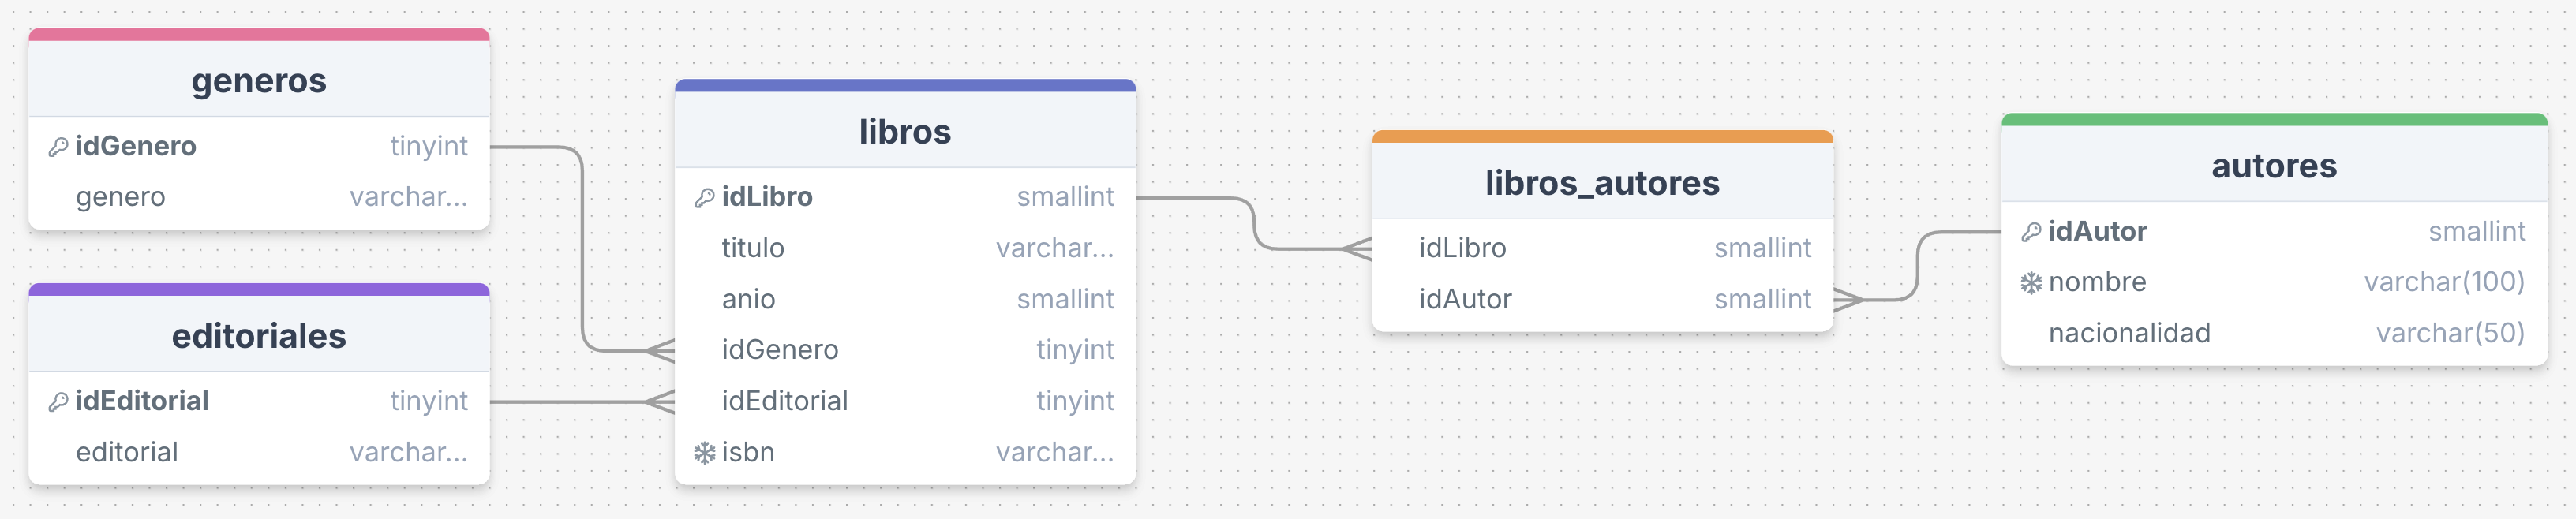 generos
idGenero tinyint
genero varchar...
editoriales
idEditorial tinyint
editorial varchar...
libros
idLibro smallint
titulo varchar...
anio smallint
idGenero tinyint
idEditorial tinyint
isbn varchar...
libros_autores
idLibro smallint
idAutor smallint
autores
idAutor smallint
nombre varchar(100)
nacionalidad varchar(50)